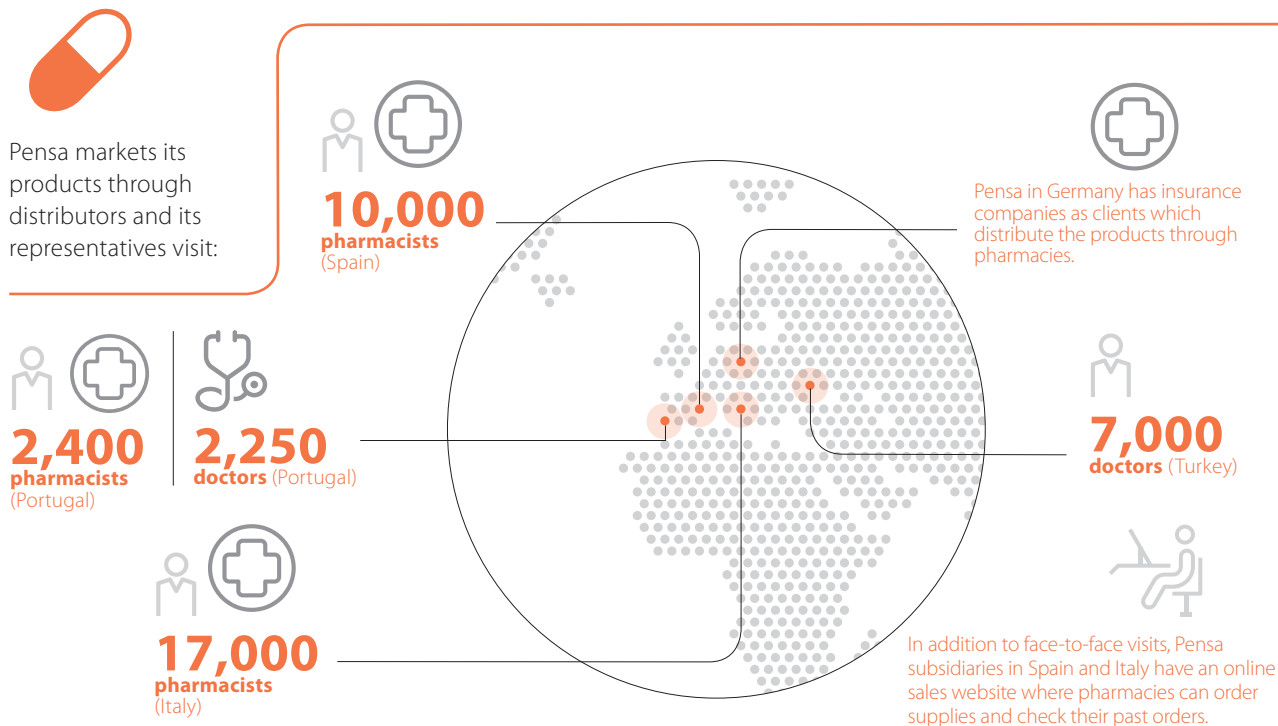 Pensa markets its
products through
distributors and its
representatives visit:
10,000
pharmacists
(Spain)
Pensa in Germany has insurance
companies as clients which
distribute the products through
pharmacies.
2,400
pharmacists
(Portugal)
2,250
doctors (Portugal)
7,000
doctors (Turkey)
17,000
pharmacists
(Italy)
In addition to face-to-face visits, Pensa
subsidiaries in Spain and Italy have an online
sales website where pharmacies can order
supplies and check their past orders.